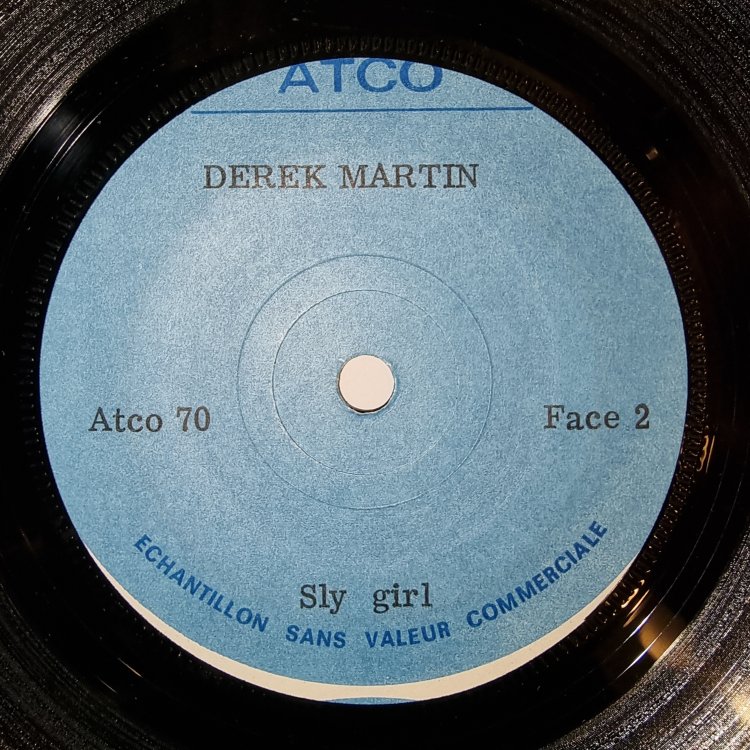 ATCO
DEREK MARTIN
Atco 70
Face 2
Sly girl
ECHANTILLON SANS VALEUR COMMERCIALE